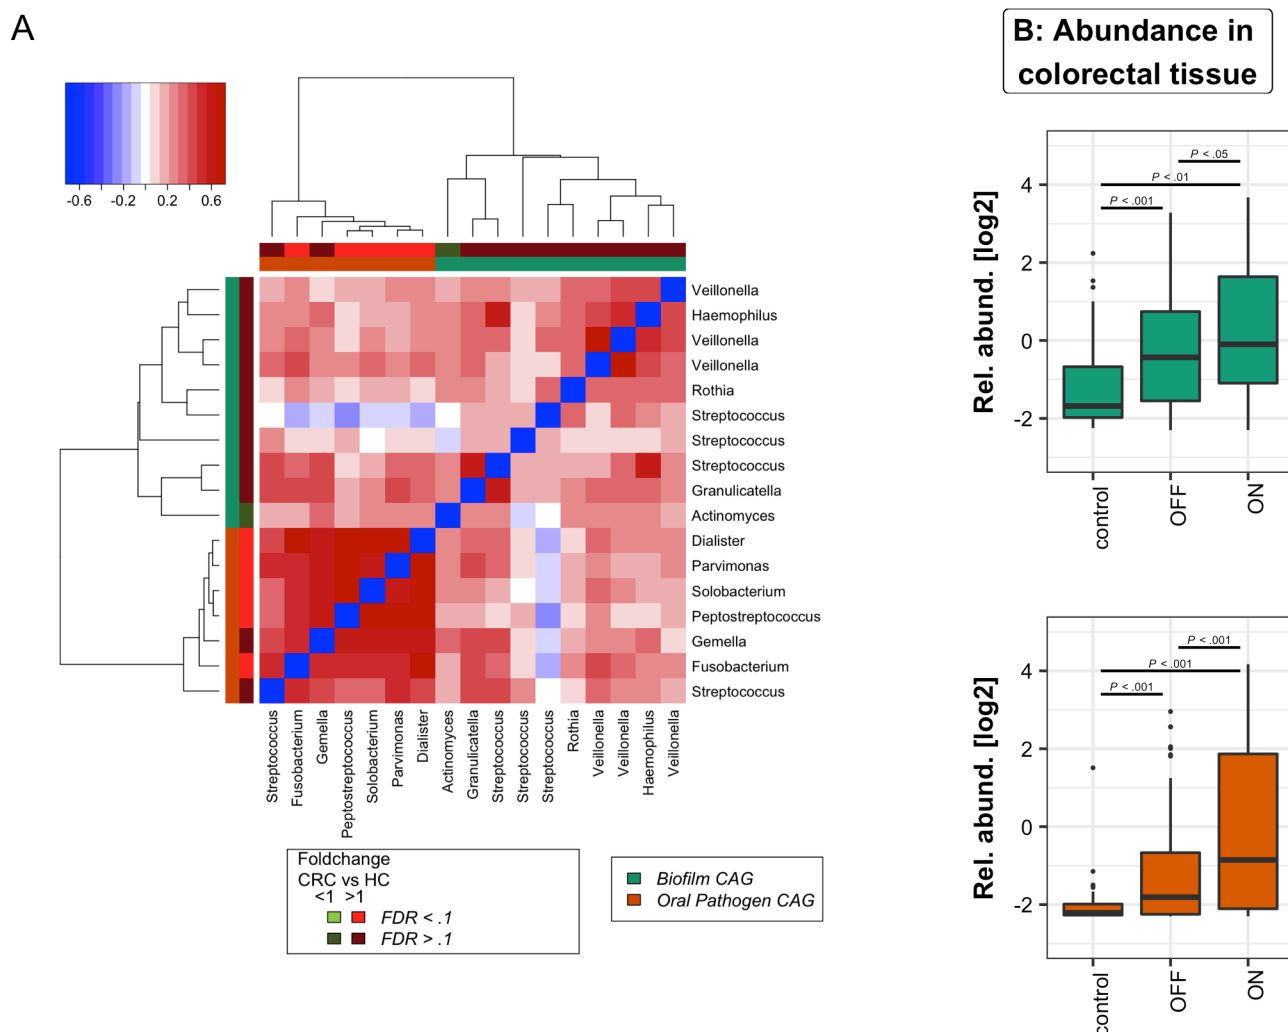 A
B: Abundance in
colorectal tissue
-0.6 -0.2 0.2 0.6
Veillonella
Haemophilus
Veillonella
Veillonella
Rothia
Streptococcus
Streptococcus
Streptococcus
Granulicatella
Actinomyces
Dialister
Parvimonas
Solobacterium
Peptostreptococcus
Gemella
Fusobacterium
Streptococcus
Streptococcus
Fusobacterium
Gemella
Peptostreptococcus
Solobacterium
Parvimonas
Dialister
Actinomyces
Granulicatella
Streptococcus
Streptococcus
Streptococcus
Rothia
Veillonella
Veillonella
Haemophilus
Veillonella
Foldchange
CRC vs HC
<1 >1
FDR < .1
FDR > .1
Biofilm CAG
Oral Pathogen CAG
Rel. abund. [log2]
4
2
0
-2
P < .05
P < .01
P < .001
control
OFF
ON
Rel. abund. [log2]
4
2
0
-2
P < .001
P < .001
P < .001
control
OFF
ON